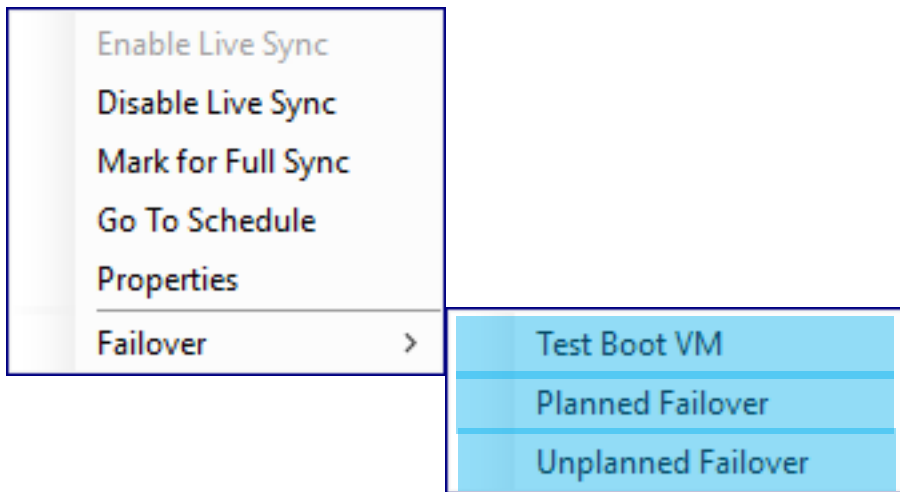 Enable Live Sync
Disable Live Sync
Mark for Full Sync
Go To Schedule
Properties
Failover
Test Boot VM
Planned Failover
Unplanned Failover